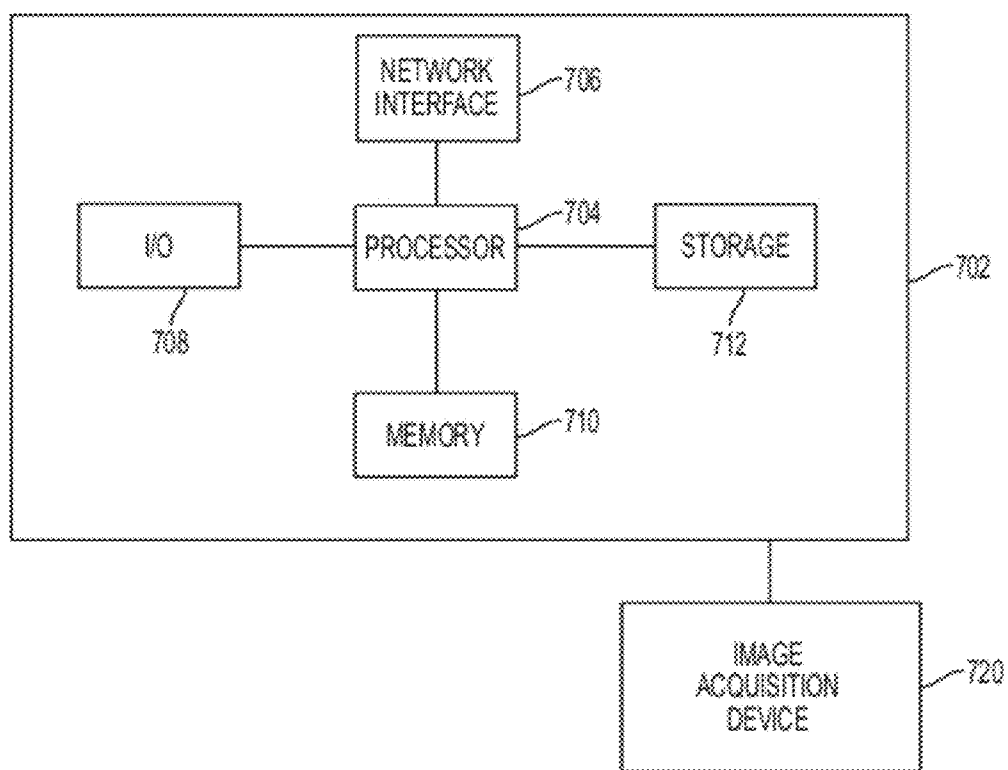 NETWORK
INTERFACE
706
704
I/O
PROCESSOR
STORAGE
702
708
712
MEMORY
710
IMAGE
ACQUISITION
DEVICE
720